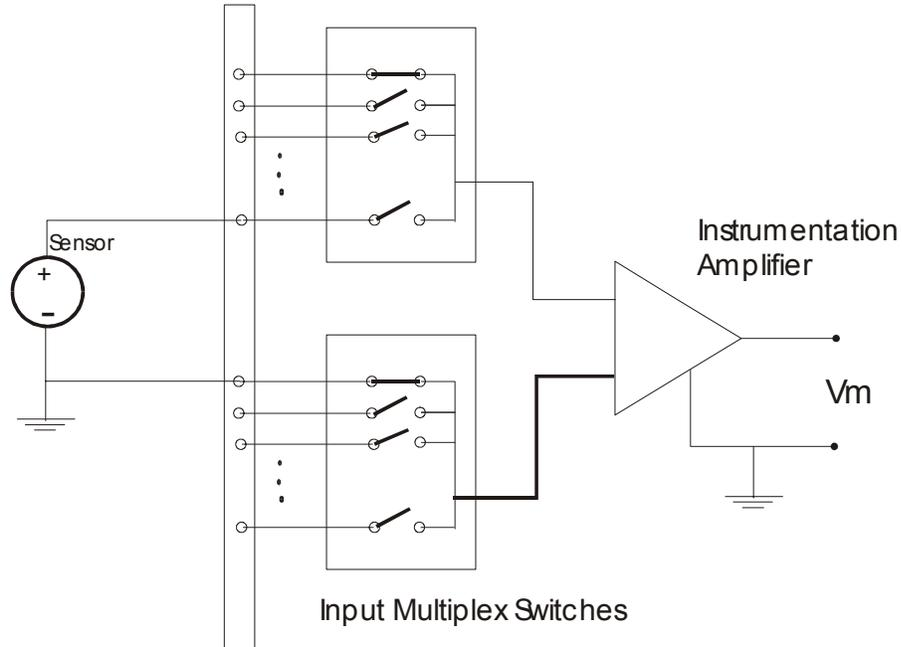 Sensor
+
-
Instrumentation
Amplifier
Vm
Input Multiplex Switches